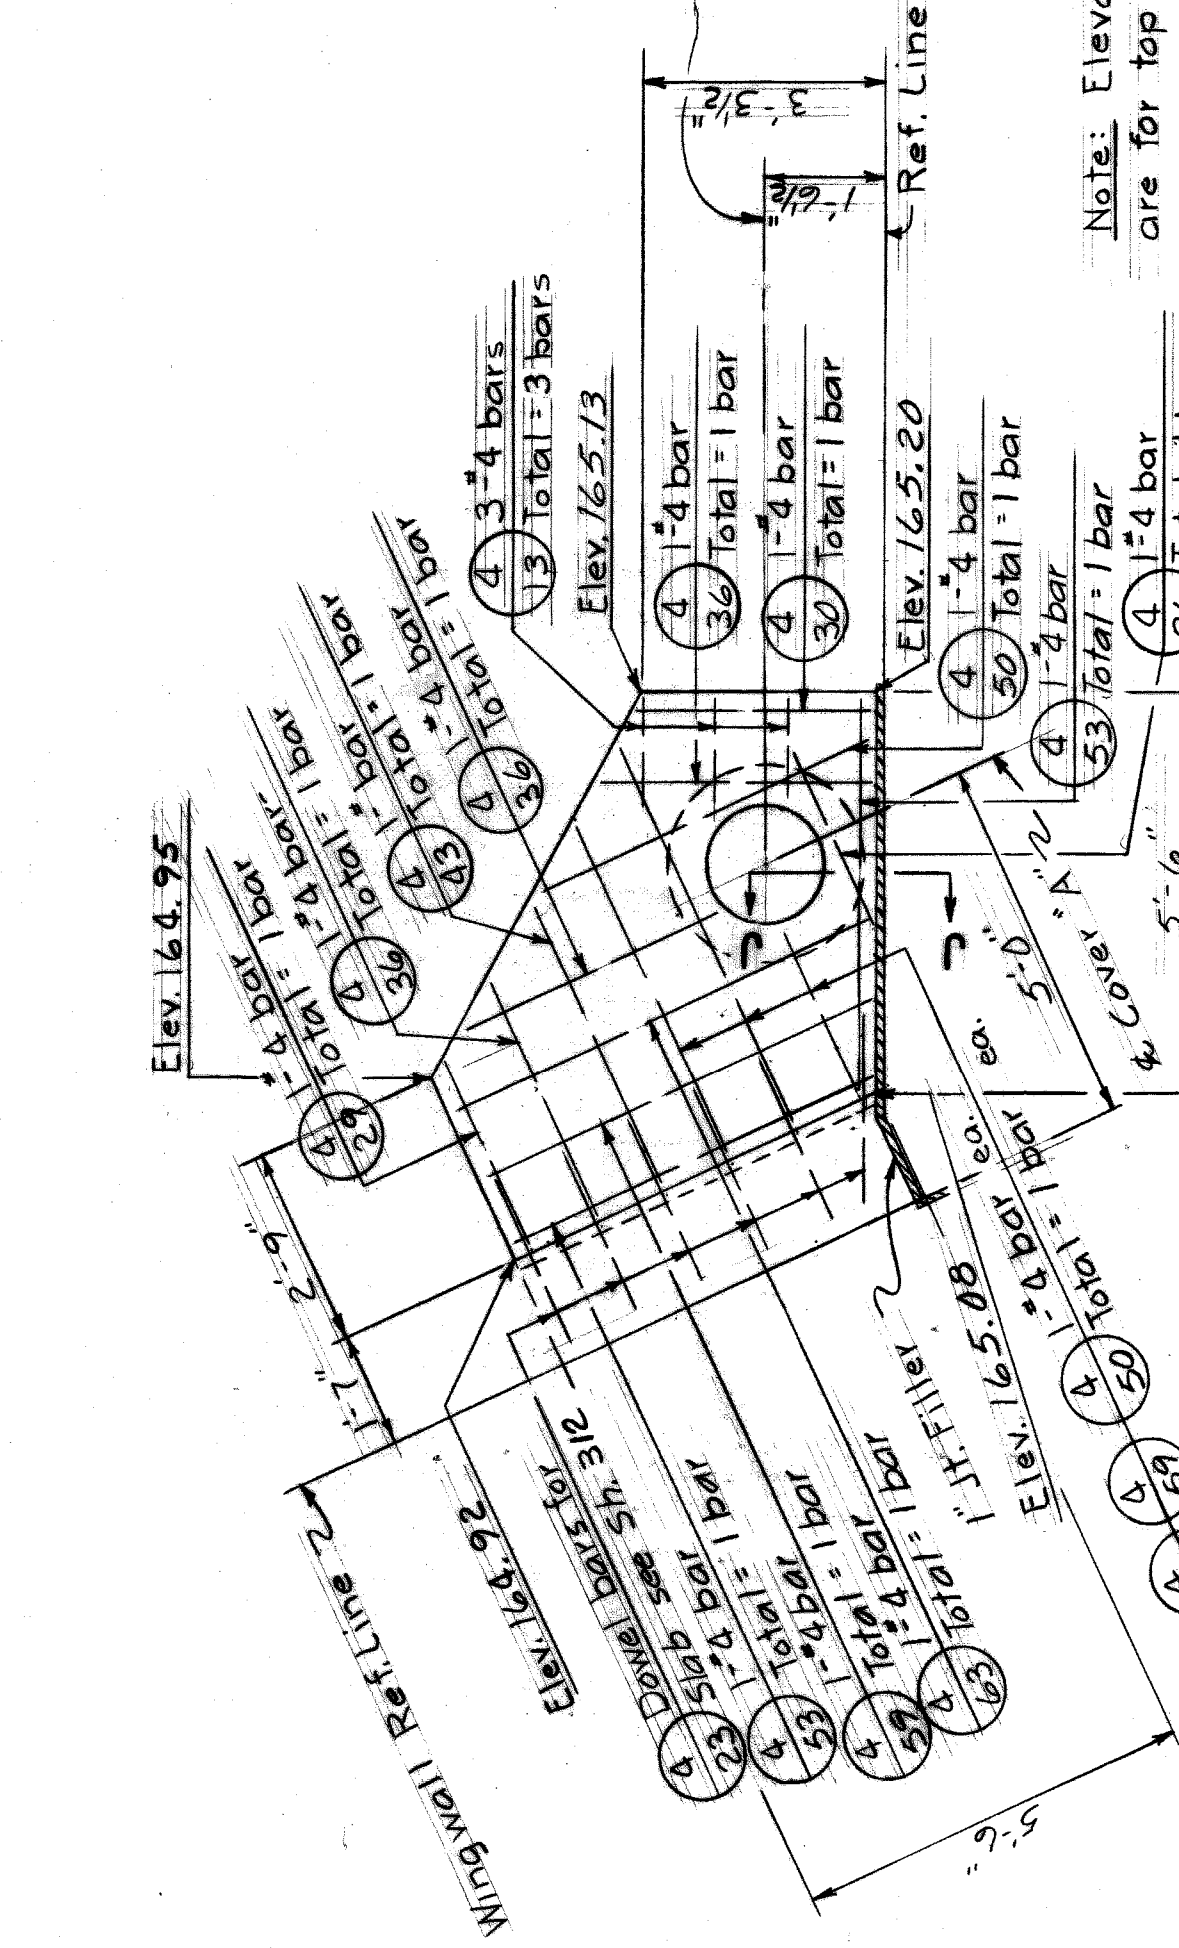 Elev. 164.95
4 1-#4 bar
29 Total = 1 bar
4 1-#4 bar
36 Total = 1 bar
4 1-# bar
43 Total = 1 bar
4 1-#4 bar
36 Total = 1 bar
4 3-#4 bars
13 Total = 3 bars
Elev. 165.13
4 1-#4 bar
36 Total = 1 bar
4 1-#4 bar
30 Total = 1 bar
Elev. 165.20
4 1-#4 bar
50 Total = 1 bar
4 1-#4 bar
53 Total = 1 bar
4 1-#4 bar
3'-3½"
1'-6½"
Ref. Line
Note: Eleva
are for top
2'-9"
1'-7"
Wingwall Ref. Line
Elev. 164.92
Dowel bars for
4 Slab see Sh. 312
23
4 1-#4 bar
53 Total = 1 bar
4 1-#4 bar
59 Total = 1 bar
4 1-#4 bar
63 Total = 1 bar
1" Jt. Filler
Elev. 165.08
ea.
ea.
4 1-#4 bar
50 Total = 1 bar
4
59
4
5'-0"
¢ Cover "A"
5'-6"
5'-6"